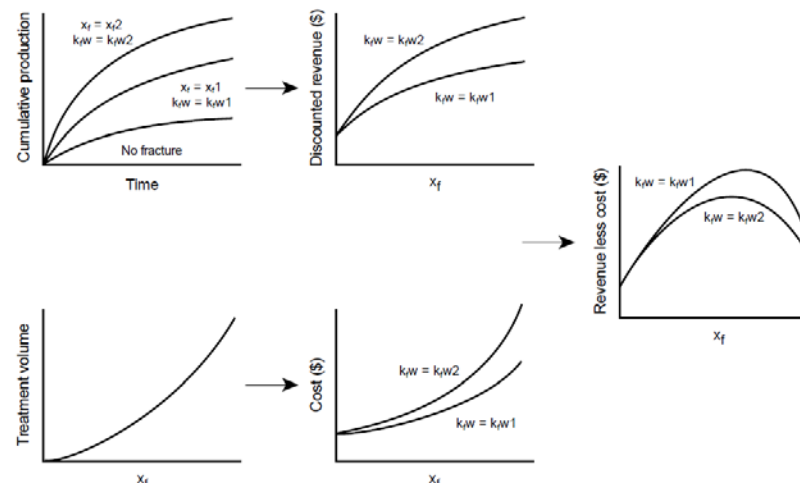 Cumulative production
x_f = x_f2
k_fw = k_fw2
x_f = x_f1
k_fw = k_fw1
No fracture
Time
Discounted revenue ($)
k_fw = k_fw2
k_fw = k_fw1
x_f
Revenue less cost ($)
k_fw = k_fw1
k_fw = k_fw2
x_f
Treatment volume
x_f
Cost ($)
k_fw = k_fw2
k_fw = k_fw1
x_f